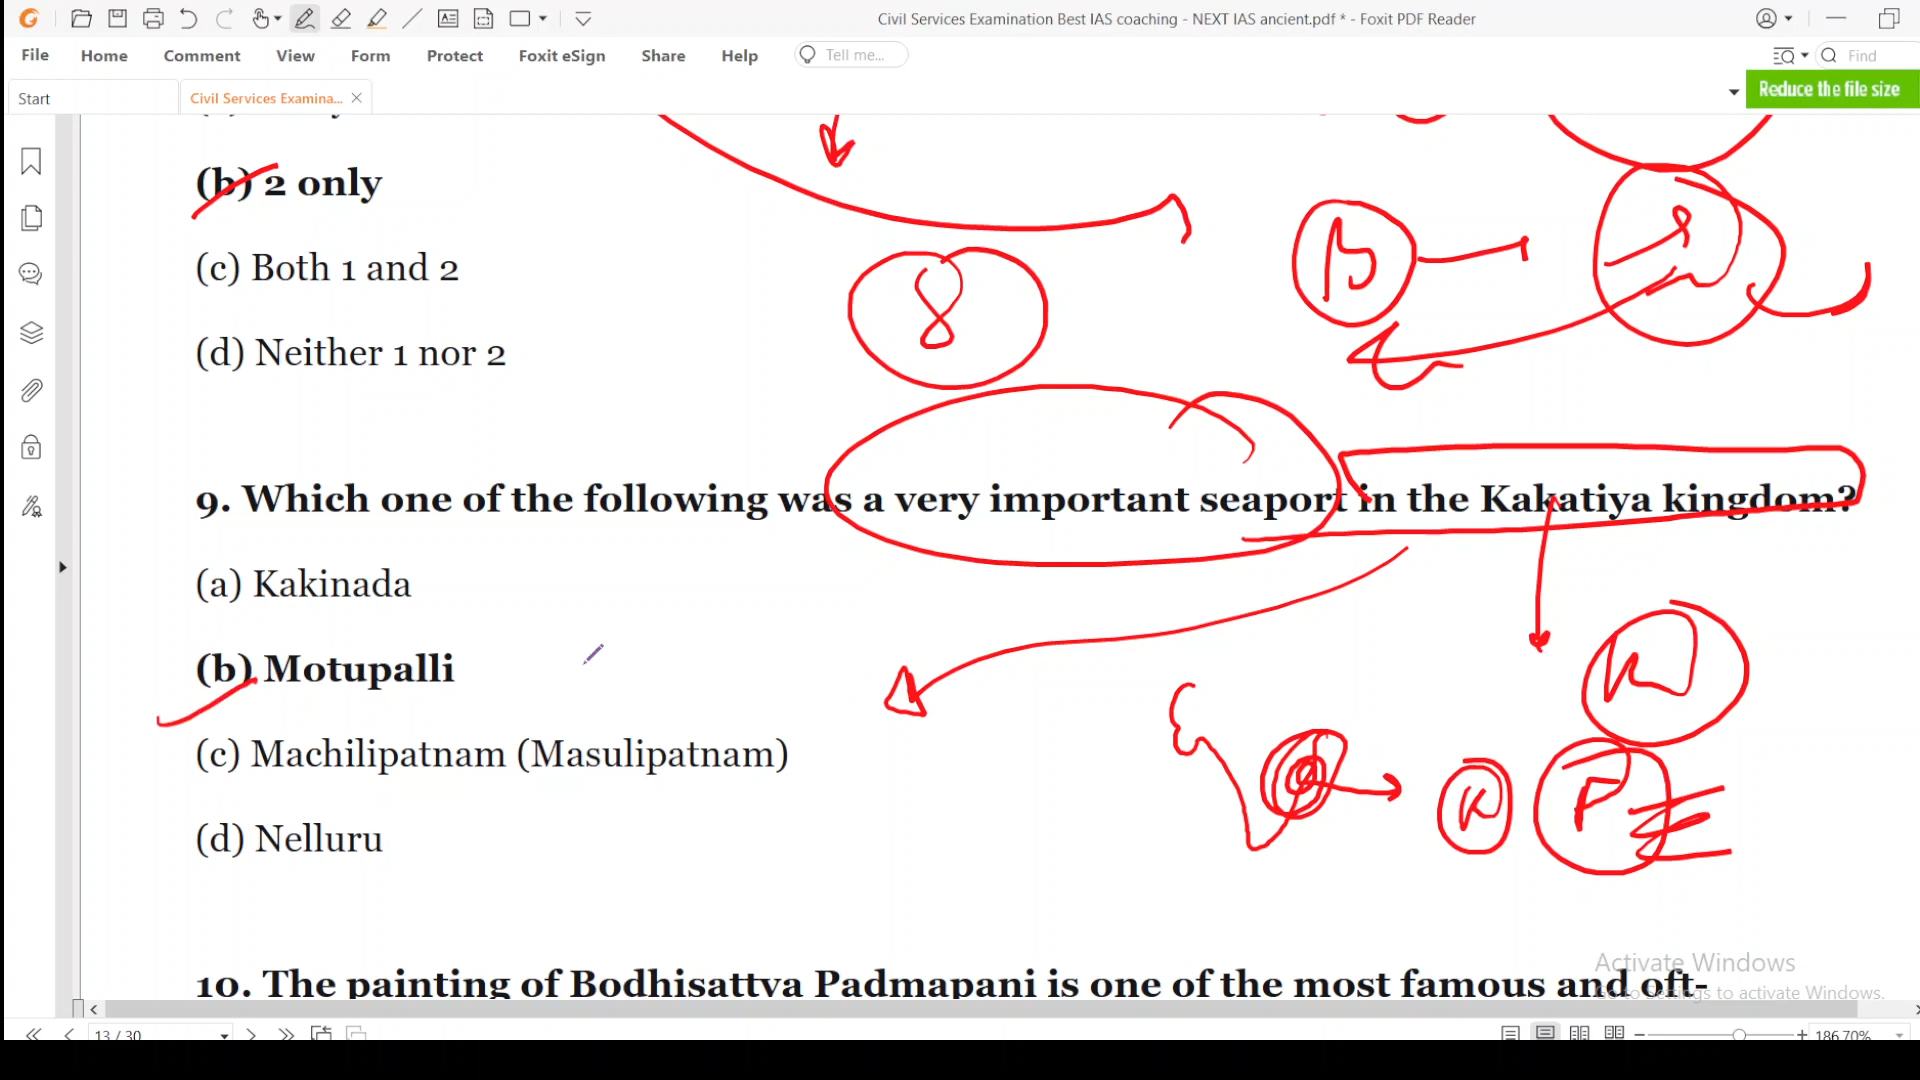 Civil Services Examination Best IAS coaching - NEXT IAS ancient.pdf * - Foxit PDF Reader
File Home Comment View Form Protect Foxit eSign Share Help Tell me... Find
Start Civil Services Examina... Reduce the file size
(b) 2 only
(c) Both 1 and 2
(d) Neither 1 nor 2
8
9. Which one of the following was a very important seaport in the Kakatiya kingdom?
(a) Kakinada
(b) Motupalli
(c) Machilipatnam (Masulipatnam)
(d) Nelluru
Activate Windows
10. The painting of Bodhisattva Padmapani is one of the most famous and oft-
Go to Settings to activate Windows.
13 / 30 186.70%